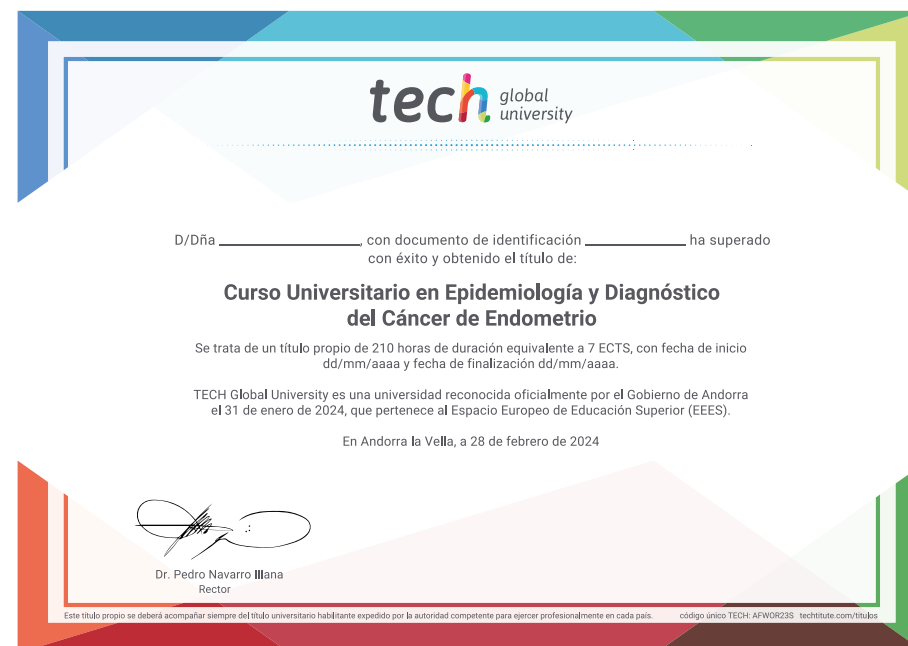 tech global university
D/Dña ____________________, con documento de identificación ______________ ha superado
con éxito y obtenido el título de:
Curso Universitario en Epidemiología y Diagnóstico
del Cáncer de Endometrio
Se trata de un título propio de 210 horas de duración equivalente a 7 ECTS, con fecha de inicio
dd/mm/aaaa y fecha de finalización dd/mm/aaaa.
TECH Global University es una universidad reconocida oficialmente por el Gobierno de Andorra
el 31 de enero de 2024, que pertenece al Espacio Europeo de Educación Superior (EEES).
En Andorra la Vella, a 28 de febrero de 2024
Dr. Pedro Navarro Illana
Rector
Este título propio se deberá acompañar siempre del título universitario habilitante expedido por la autoridad competente para ejercer profesionalmente en cada país. código único TECH: AFWOR23S techtitute.com/titulos